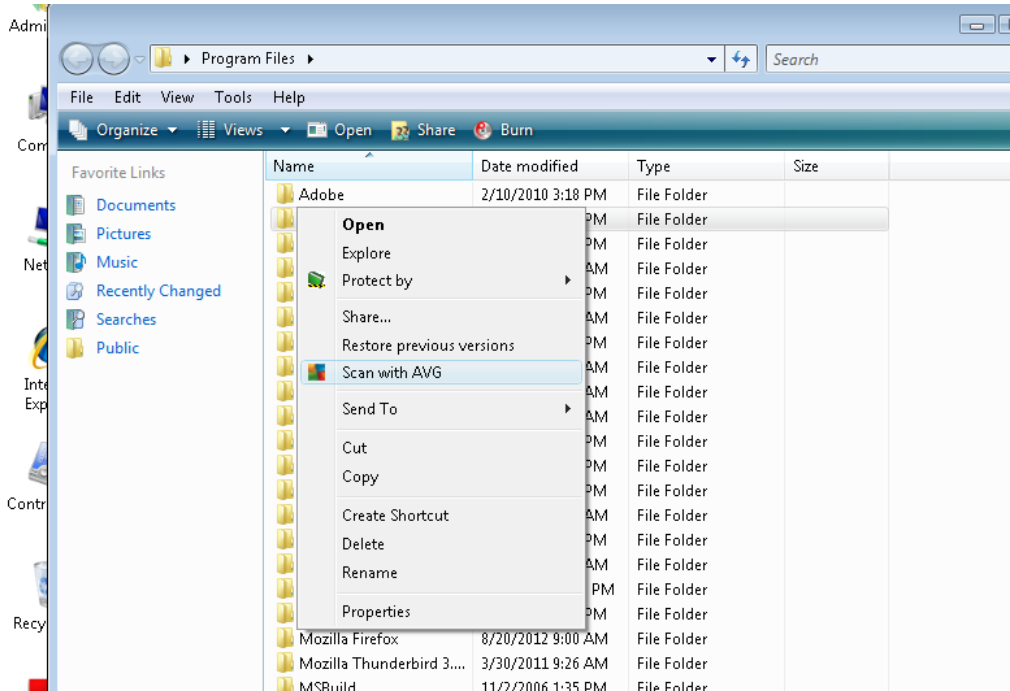 Admi
Program Files
Search
File Edit View Tools Help
Organize Views Open Share Burn
Com
Favorite Links
Name Date modified Type Size
Documents
Adobe 2/10/2010 3:18 PM File Folder
Open PM File Folder
Pictures
Explore PM File Folder
Net
Music
AM File Folder
Protect by
Recently Changed
PM File Folder
Share... AM File Folder
Searches
Restore previous versions PM File Folder
Public
Inte
Exp
Scan with AVG AM File Folder
AM File Folder
Send To AM File Folder
PM File Folder
Cut
PM File Folder
Copy
PM File Folder
Contr
Create Shortcut AM File Folder
Delete PM File Folder
AM File Folder
Rename
PM File Folder
Properties PM File Folder
Recy
Mozilla Firefox 8/20/2012 9:00 AM File Folder
Mozilla Thunderbird 3.... 3/30/2011 9:26 AM File Folder
MSBuild 11/2/2006 1:35 PM File Folder